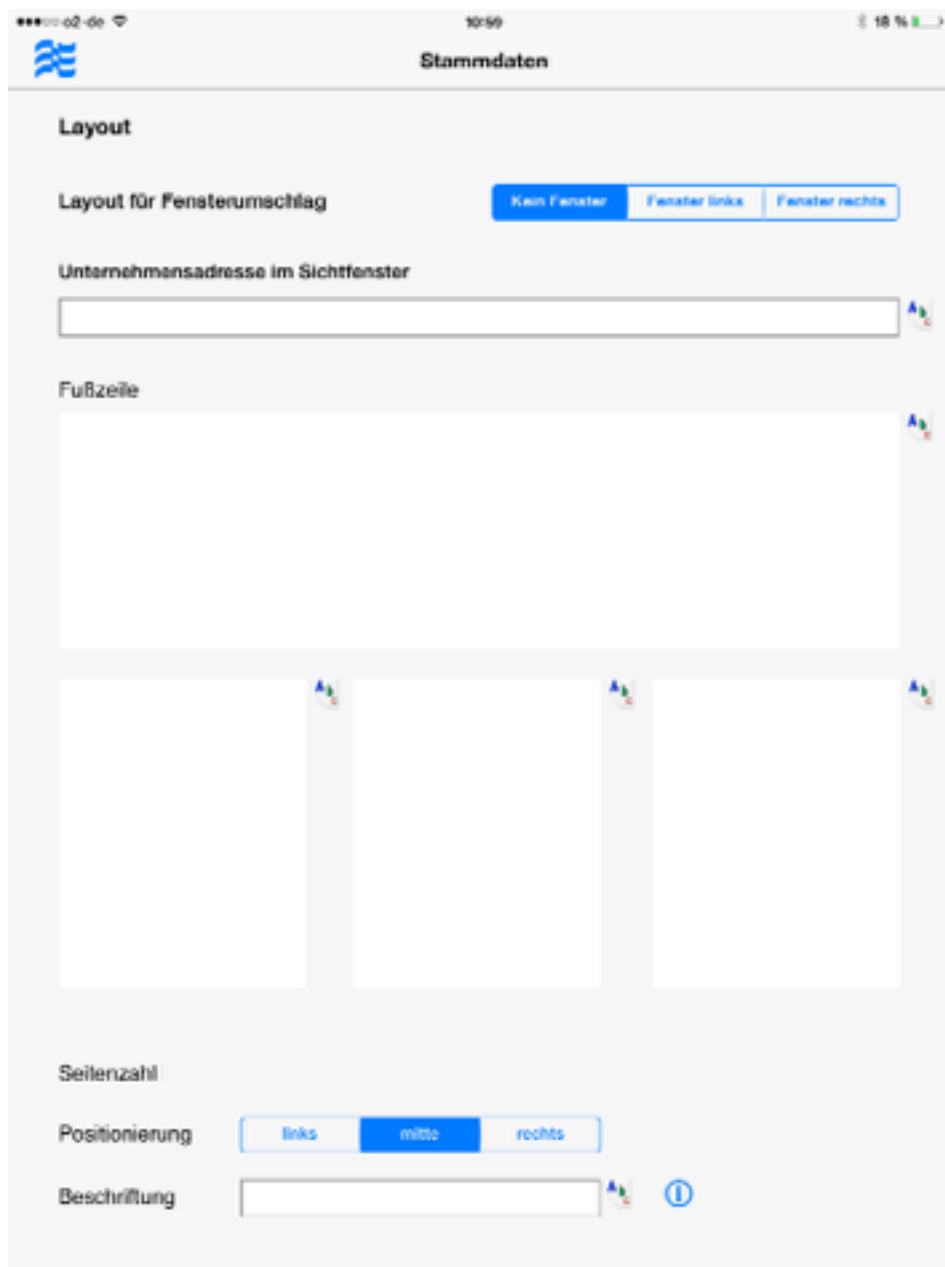 o2-de 10:59 18 %
Stammdaten
Layout
Layout für Fensterumschlag Kein Fenster Fenster links Fenster rechts
Unternehmensadresse im Sichtfenster
Fußzeile
Seitenzahl
Positionierung links mitte rechts
Beschriftung